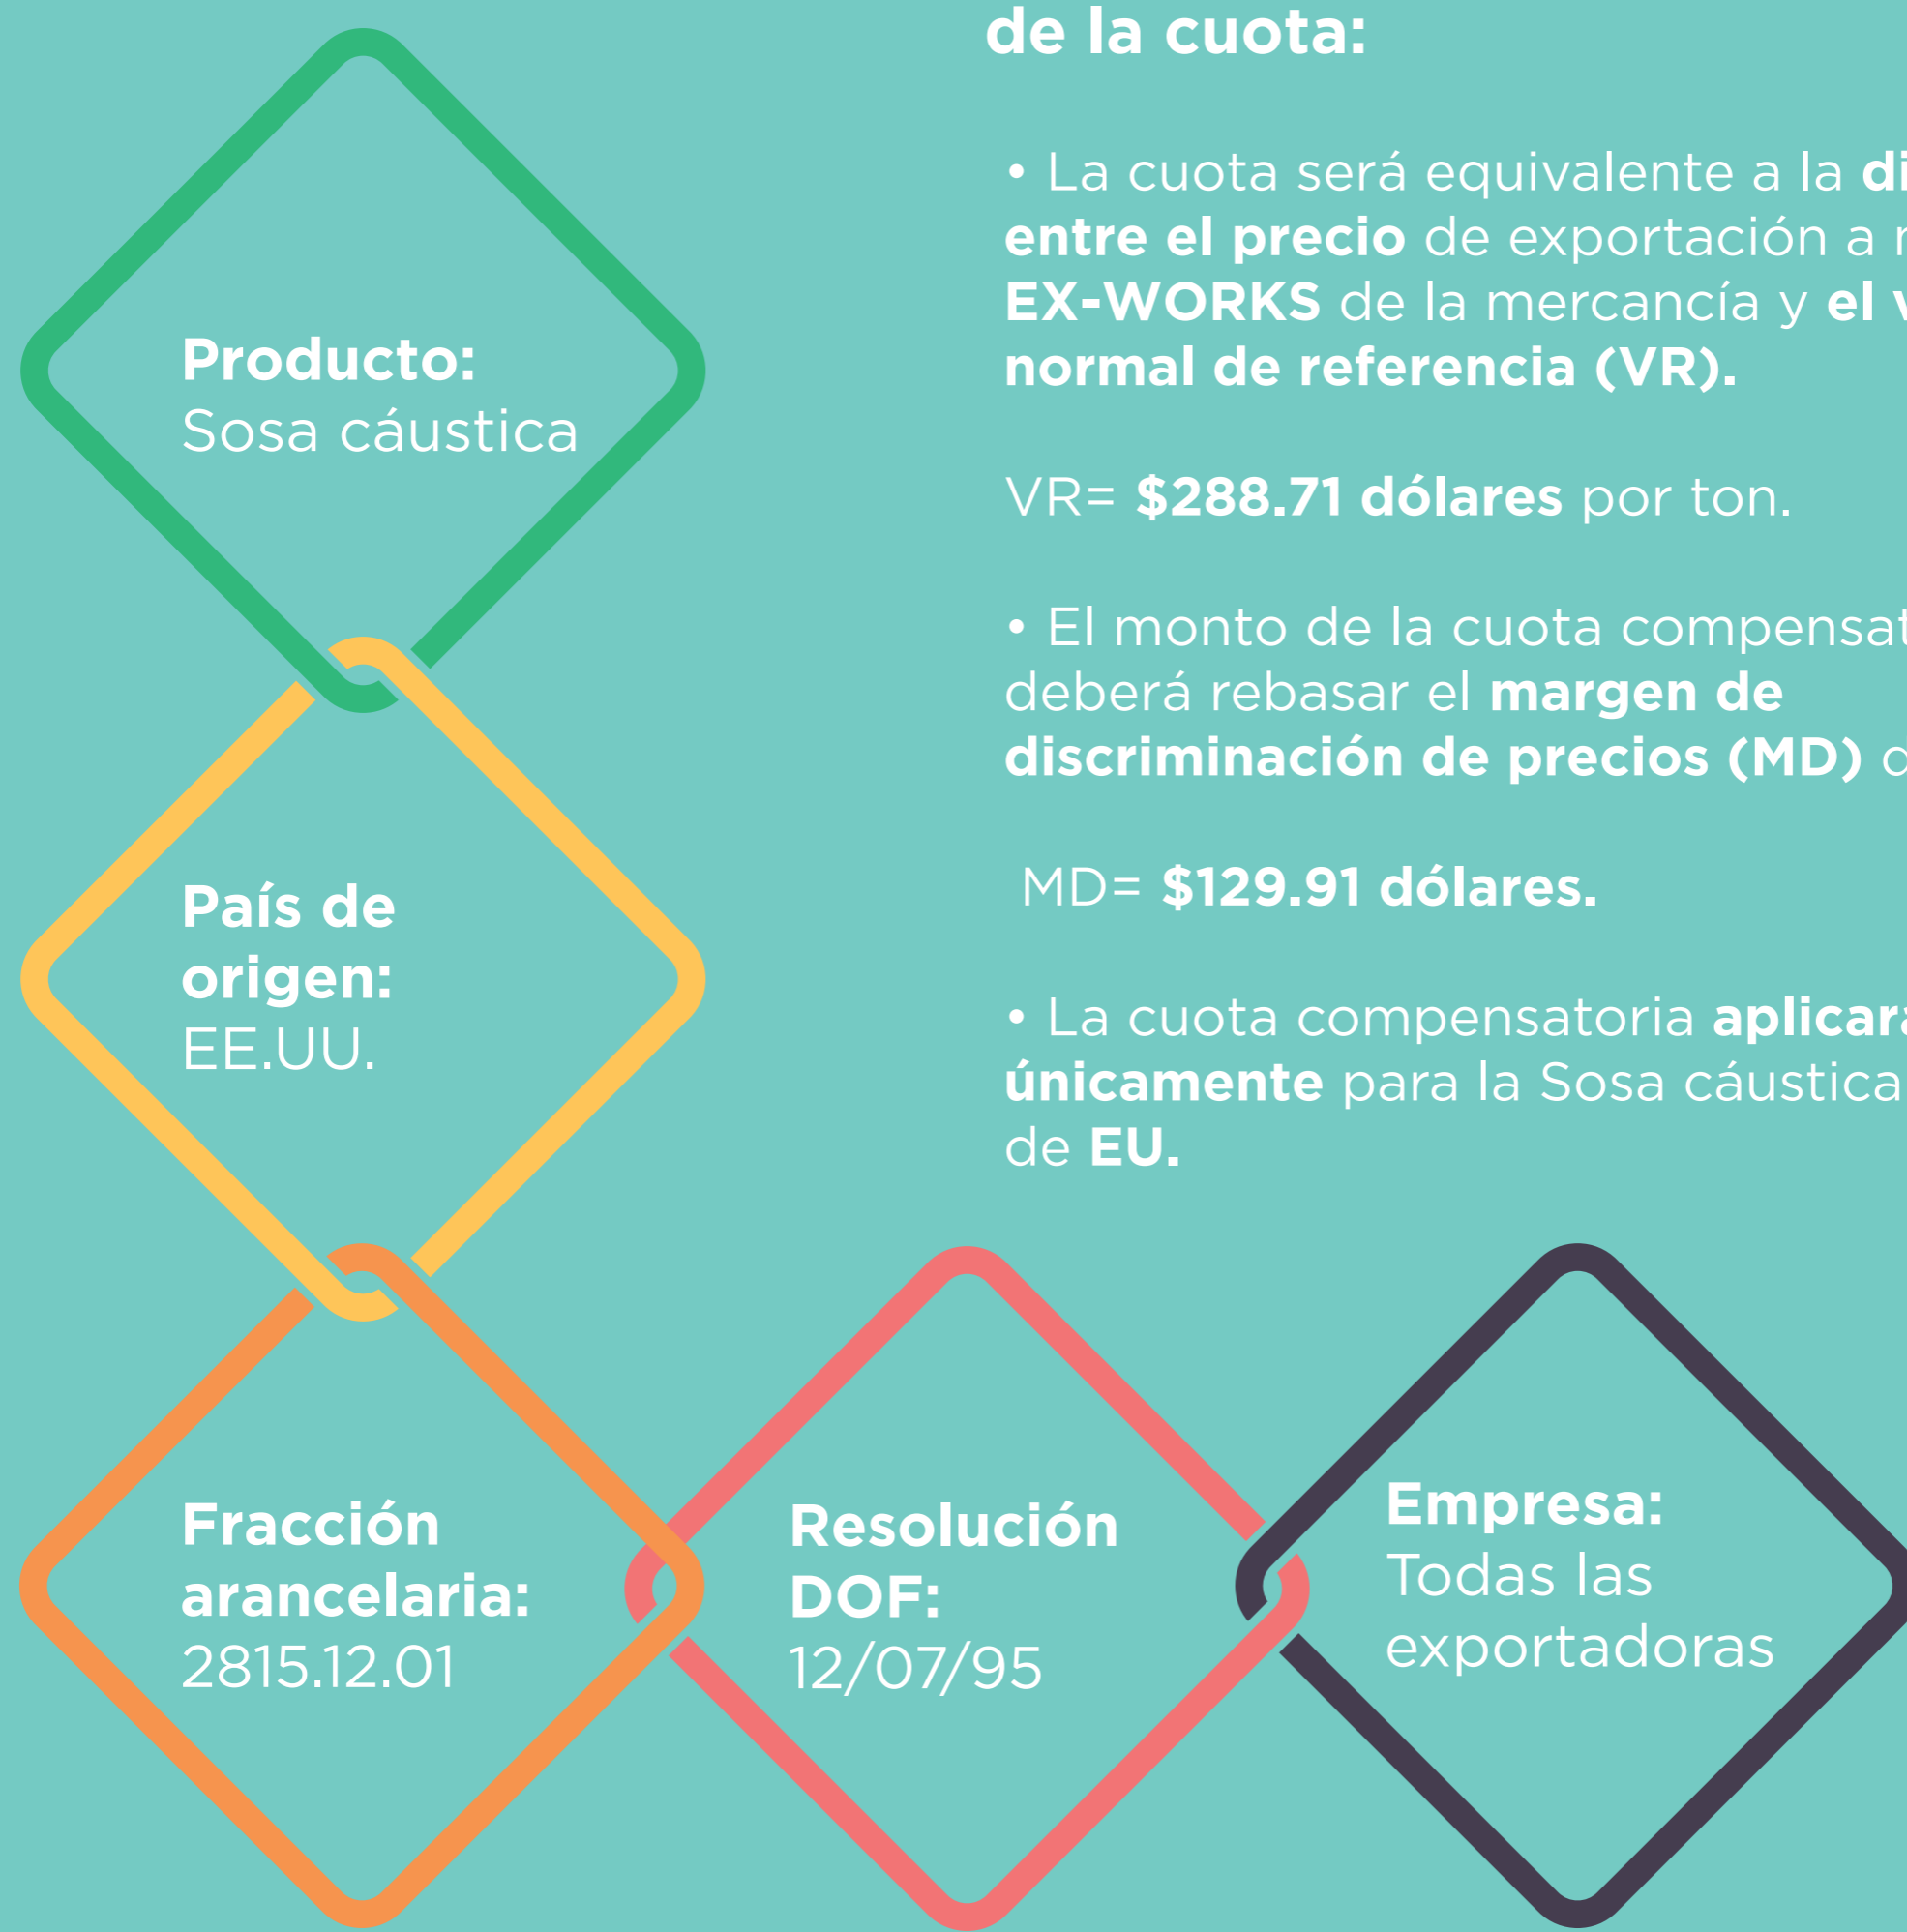 de la cuota:
• La cuota será equivalente a la
entre el precio de exportación a
EX-WORKS de la mercancía y el
normal de referencia (VR).
VR= $288.71 dólares por ton.
• El monto de la cuota
deberá rebasar el margen de
discriminación de precios (MD)
MD= $129.91 dólares.
• La cuota compensatoria
únicamente para la Sosa cáustica
de EU.
Producto:
Sosa cáustica
País de
origen:
EE.UU.
Fracción
arancelaria:
2815.12.01
Resolución
DOF:
12/07/95
Empresa:
Todas las
exportadoras